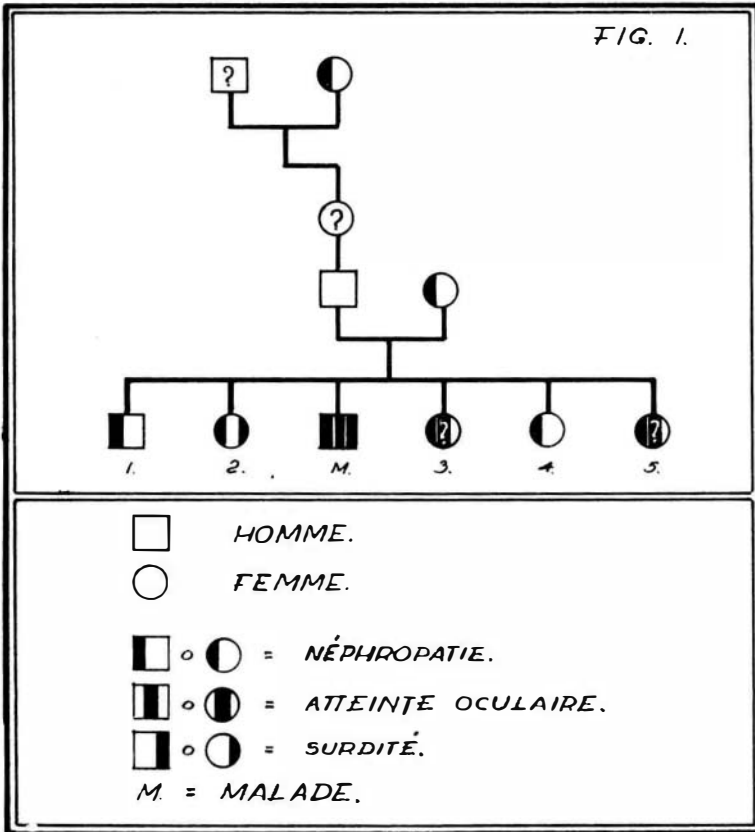 FIG. 1.
?
?
? ?
1. 2. M. 3. 4. 5.
HOMME.
FEMME.
o = NÉPHROPATIE.
o = ATTEINTE OCULAIRE.
o = SURDITÉ.
M. = MALADE.